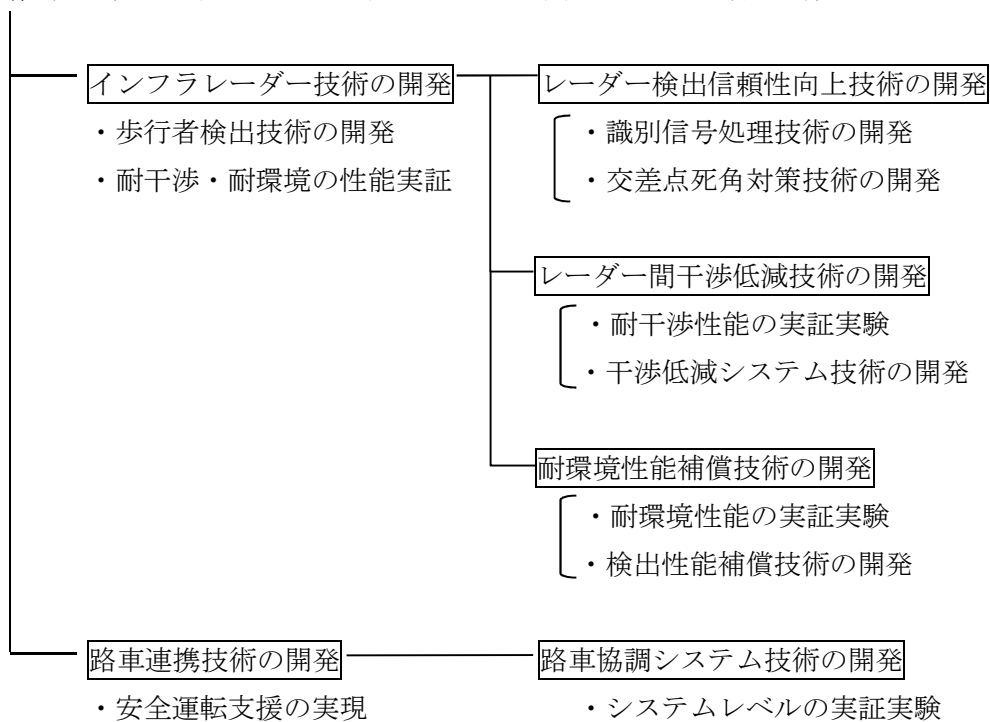 インフラレーダー技術の開発
レーダー検出信頼性向上技術の開発
・歩行者検出技術の開発
・識別信号処理技術の開発
・耐干渉・耐環境の性能実証
・交差点死角対策技術の開発
レーダー間干渉低減技術の開発
・耐干渉性能の実証実験
・干渉低減システム技術の開発
耐環境性能補償技術の開発
・耐環境性能の実証実験
・検出性能補償技術の開発
路車連携技術の開発
路車協調システム技術の開発
・安全運転支援の実現
・システムレベルの実証実験